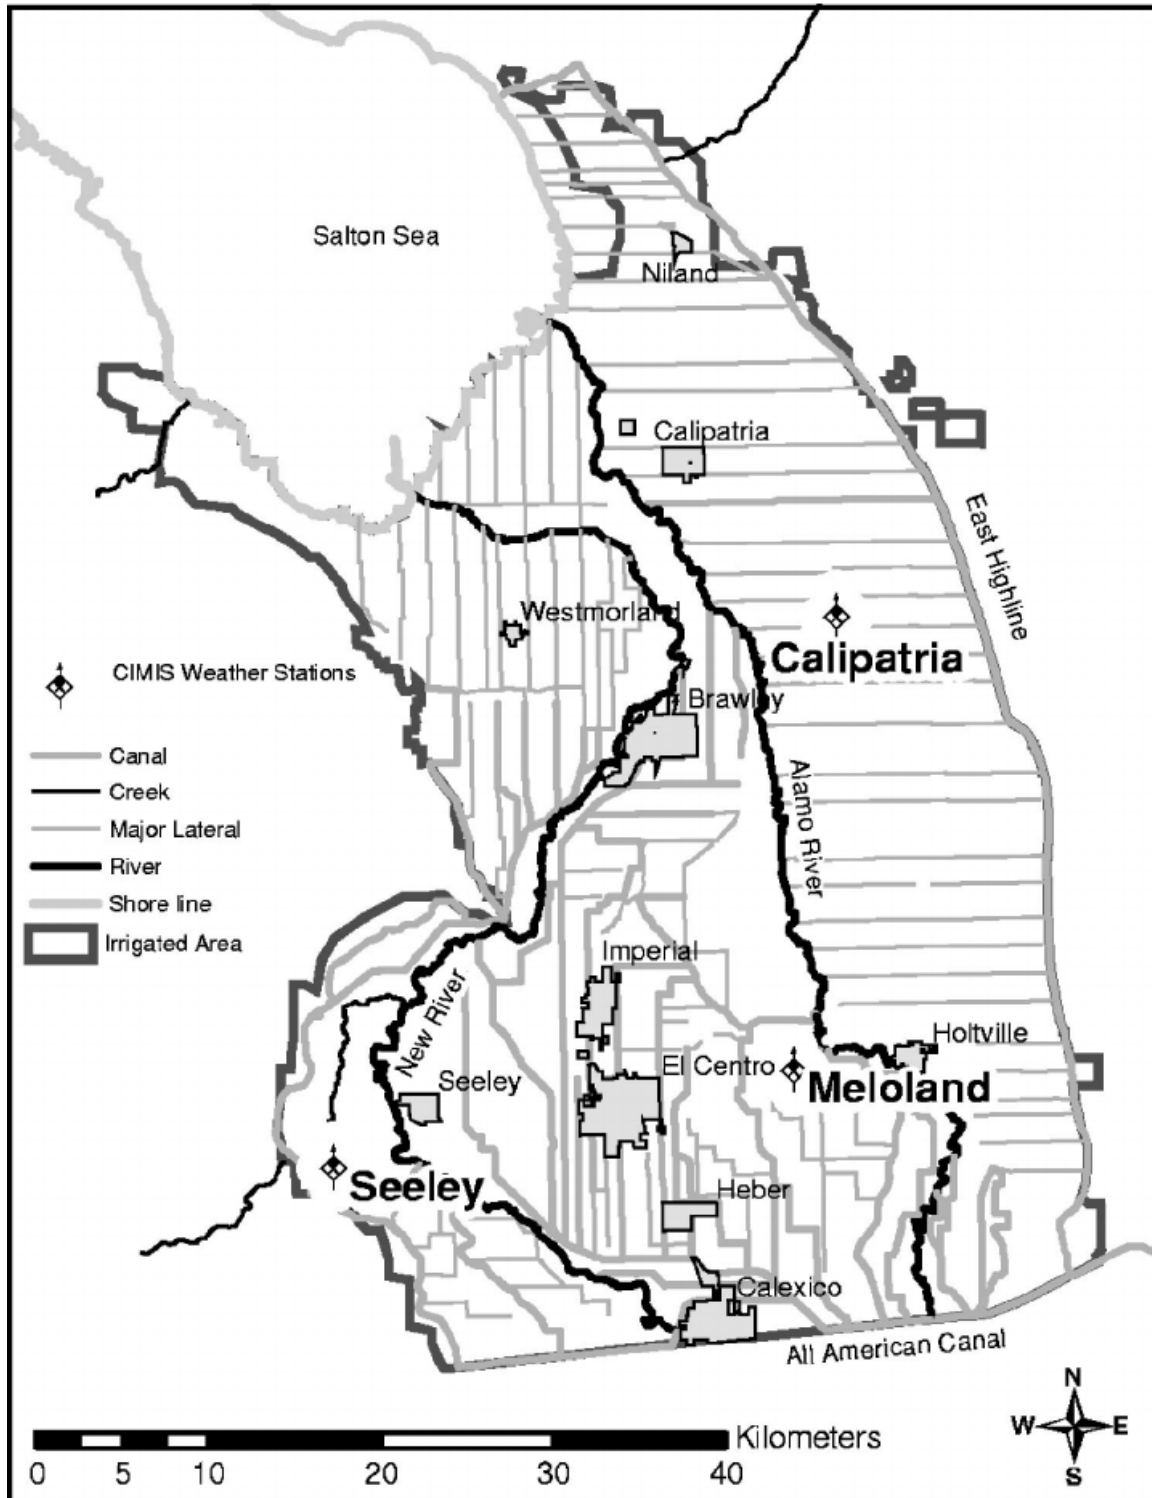 Salton Sea
Niland
Calipatria
East Highline
Westmorland
Calipatria
CIMIS Weather Stations
Brawley
Canal
Creek
Major Lateral
River
Shore line
Irrigated Area
Alamo River
Imperial
New River
Holtville
El Centro
Seeley
Meloland
Seeley
Heber
Calexico
All American Canal
N
W E
S
Kilometers
0 5 10 20 30 40